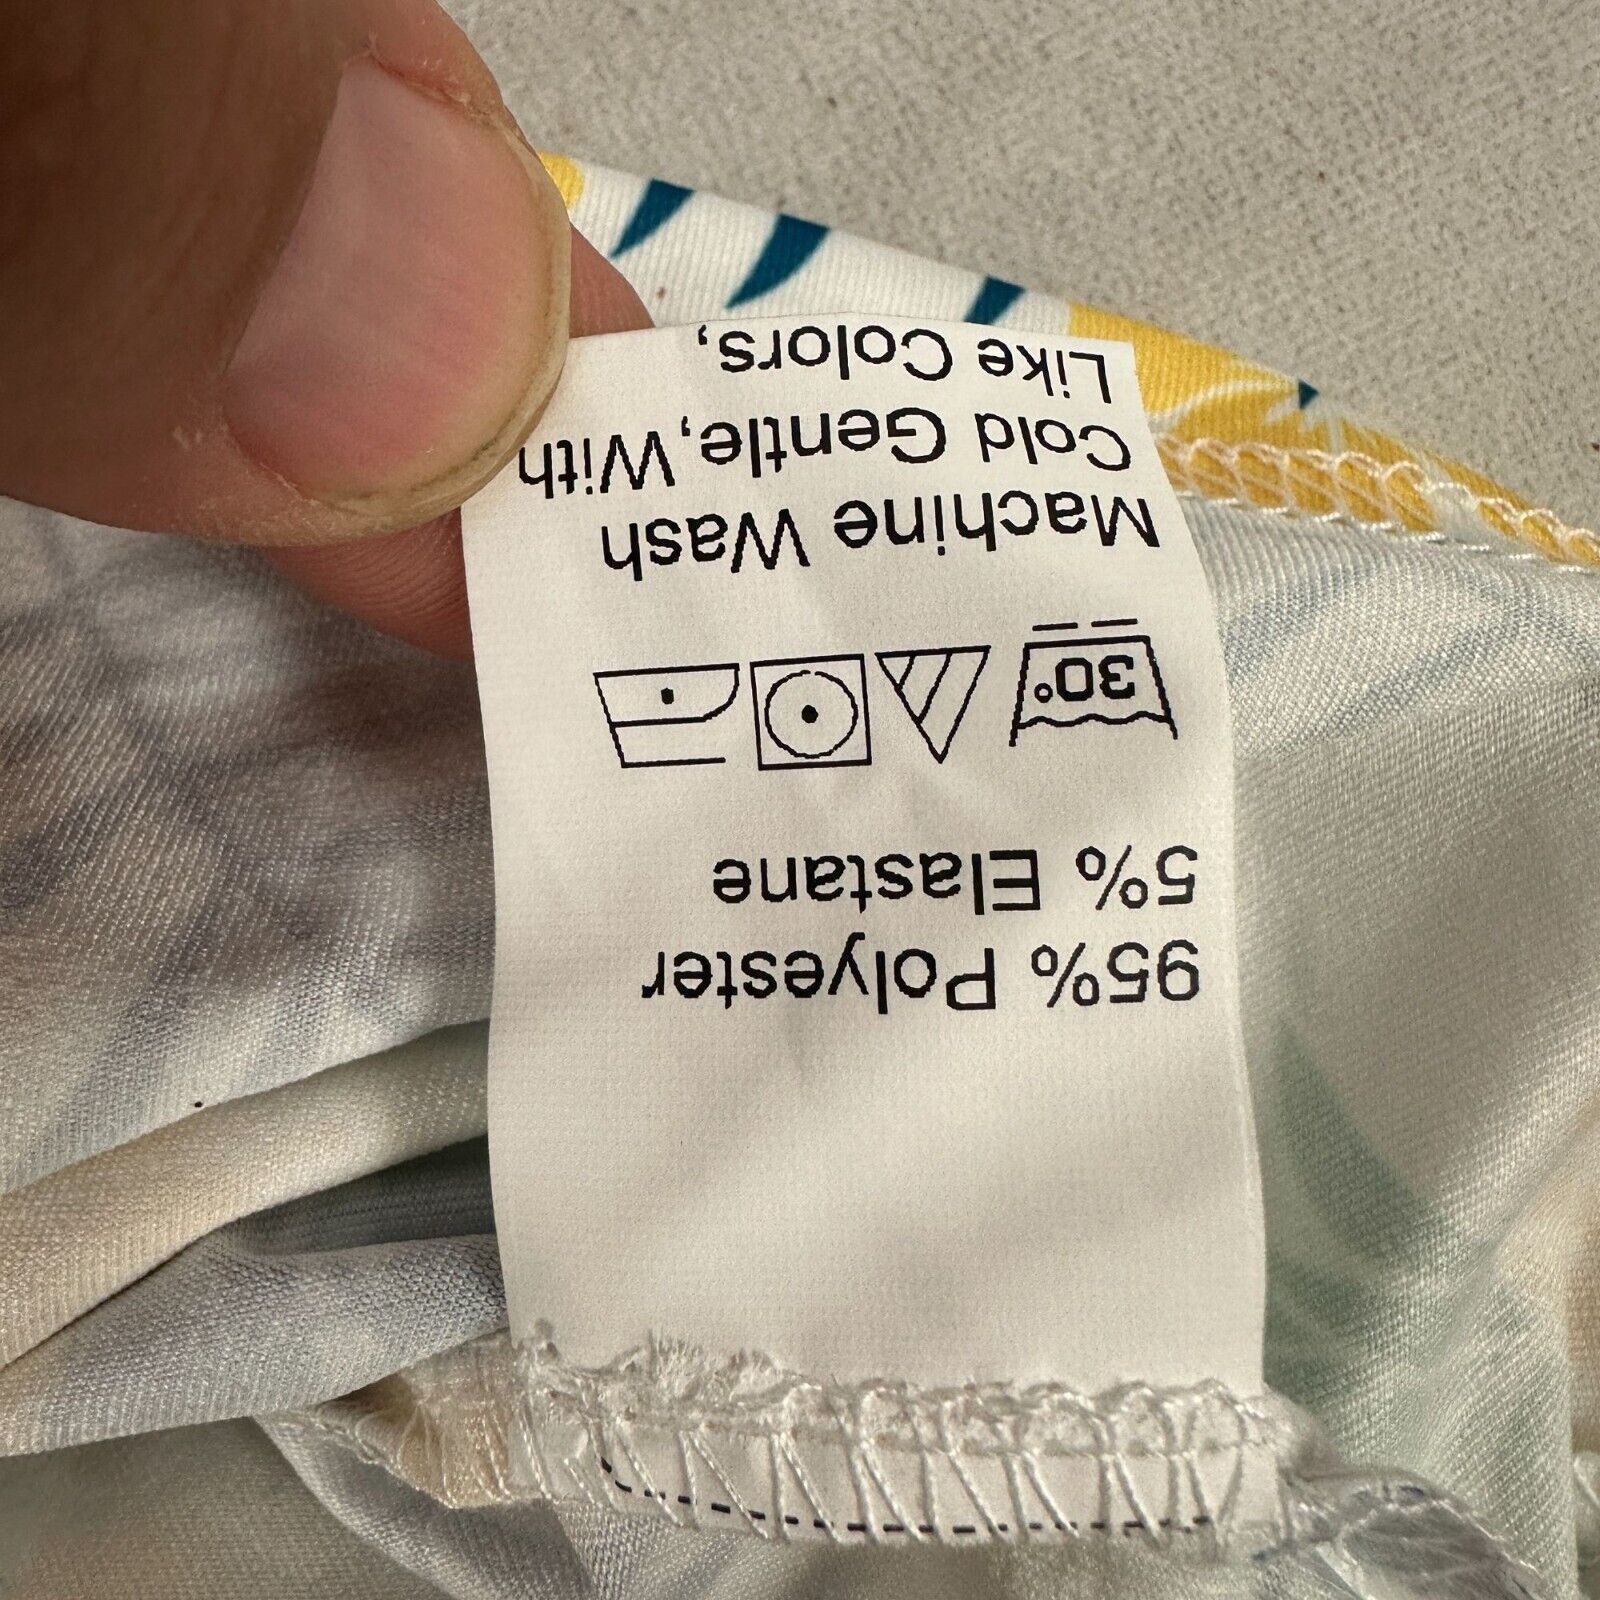 95% Polyester
5% Elastane
30°
Machine Wash
Cold Gentle, With
Like Colors,